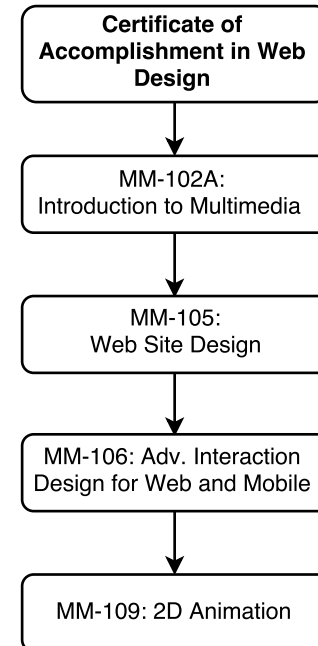 Certificate of
Accomplishment in Web
Design
MM-102A:
Introduction to Multimedia
MM-105:
Web Site Design
MM-106: Adv. Interaction
Design for Web and Mobile
MM-109: 2D Animation